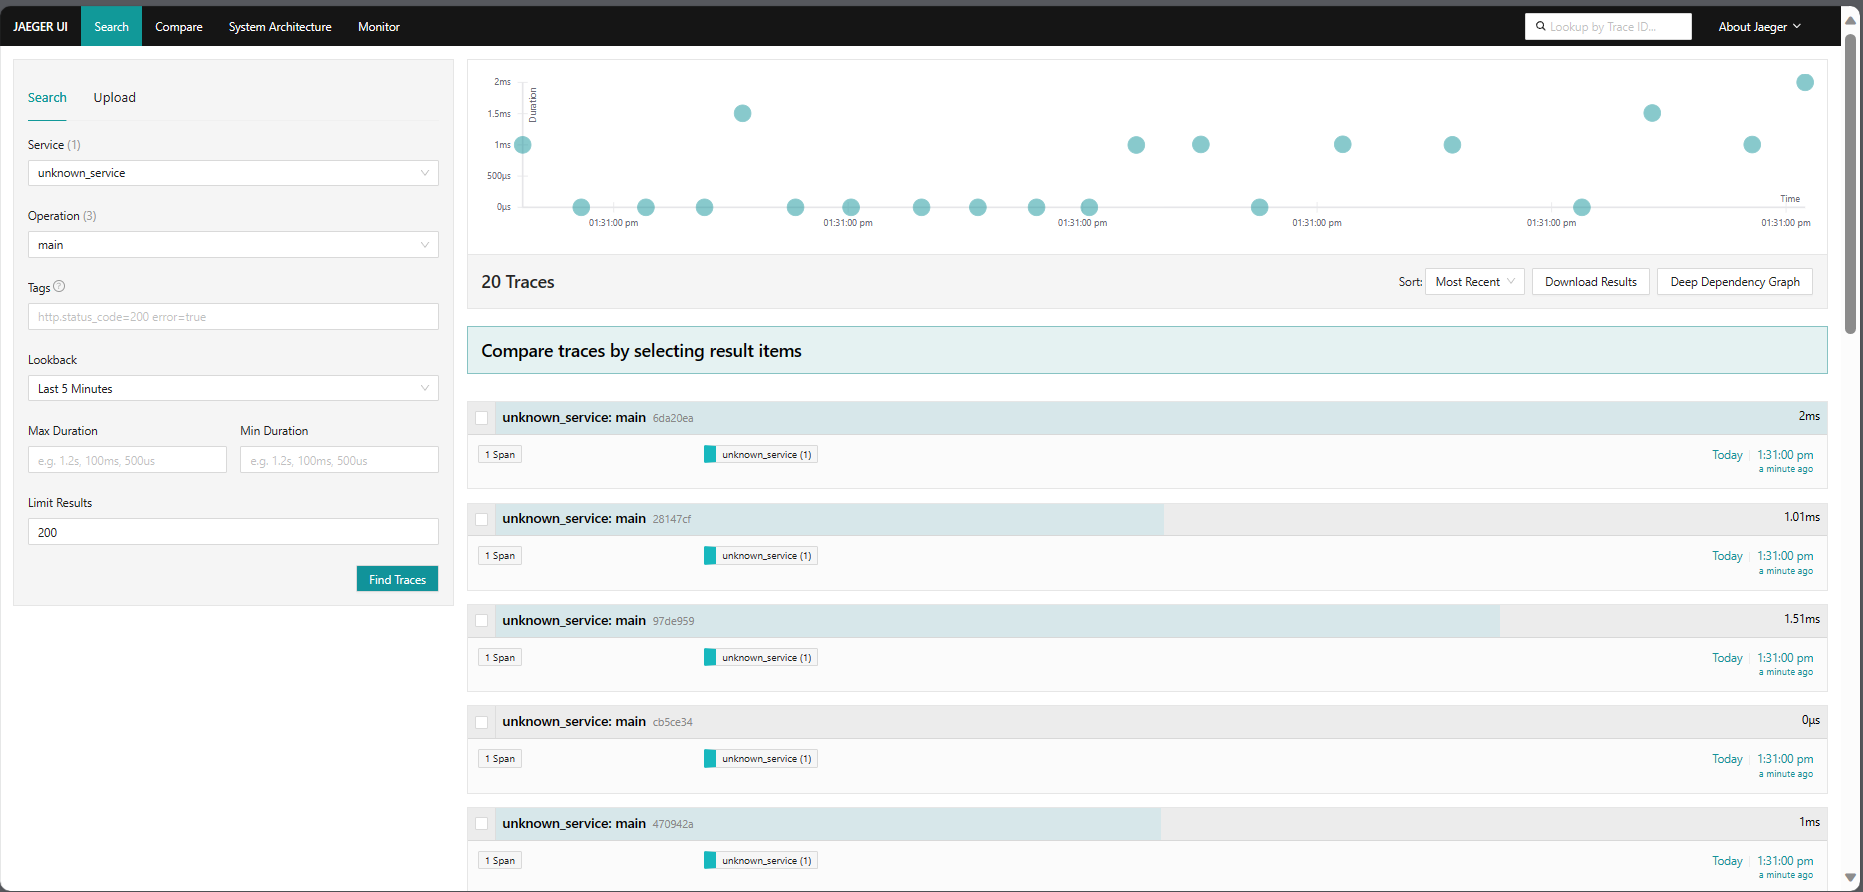 JAEGER UI Search Compare System Architecture Monitor Lookup by Trace ID... About Jaeger
Search Upload
Service (1)
unknown_service
Operation (3)
main
Tags ?
http.status_code=200 error=true
Lookback
Last 5 Minutes
Max Duration Min Duration
e.g. 1.2s, 100ms, 500us e.g. 1.2s, 100ms, 500us
Limit Results
200
Find Traces
2ms
1.5ms
1ms
500µs
0µs
Duration
Time
01:31:00 pm 01:31:00 pm 01:31:00 pm 01:31:00 pm 01:31:00 pm 01:31:00 pm
20 Traces Sort: Most Recent Download Results Deep Dependency Graph
Compare traces by selecting result items
unknown_service: main 6da20ea 2ms
1 Span unknown_service (1) Today 1:31:00 pm
a minute ago
unknown_service: main 28147cf 1.01ms
1 Span unknown_service (1) Today 1:31:00 pm
a minute ago
unknown_service: main 97de959 1.51ms
1 Span unknown_service (1) Today 1:31:00 pm
a minute ago
unknown_service: main cb5ce34 0µs
1 Span unknown_service (1) Today 1:31:00 pm
a minute ago
unknown_service: main 470942a 1ms
1 Span unknown_service (1) Today 1:31:00 pm
a minute ago